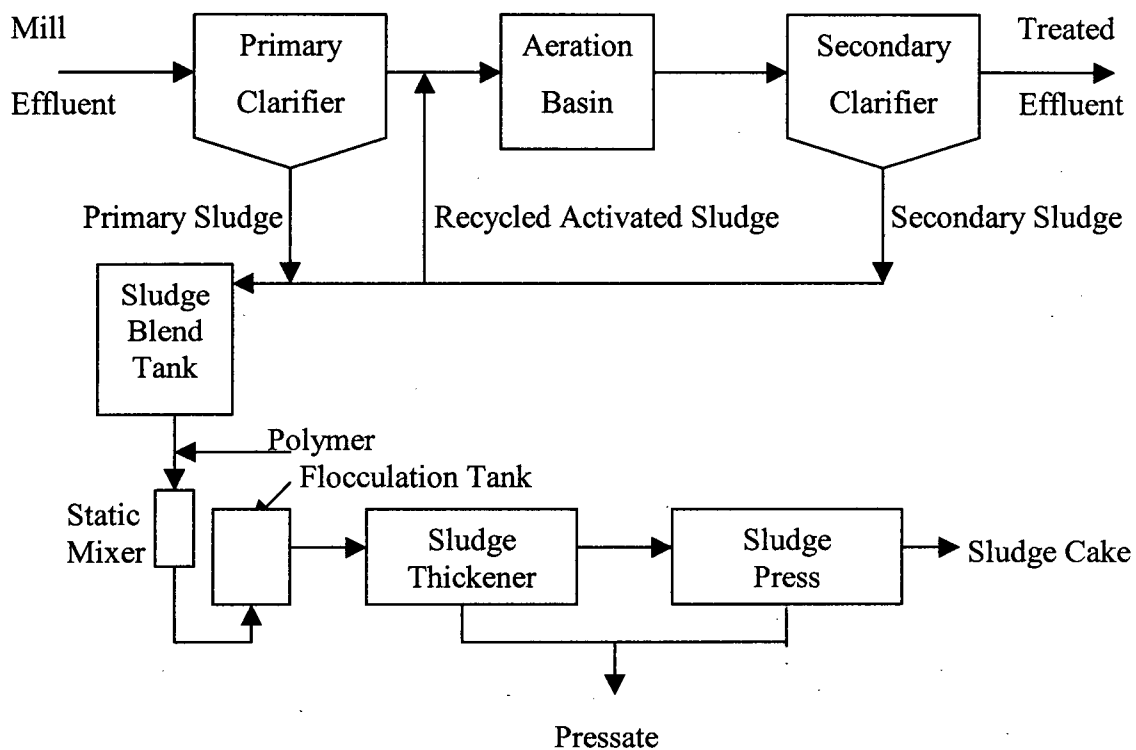 Mill
Effluent
Primary
Clarifier
Aeration
Basin
Secondary
Clarifier
Treated
Effluent
Primary Sludge
Recycled Activated Sludge
Secondary Sludge
Sludge
Blend
Tank
Polymer
Flocculation Tank
Static
Mixer
Sludge
Thickener
Sludge
Press
Sludge Cake
Pressate